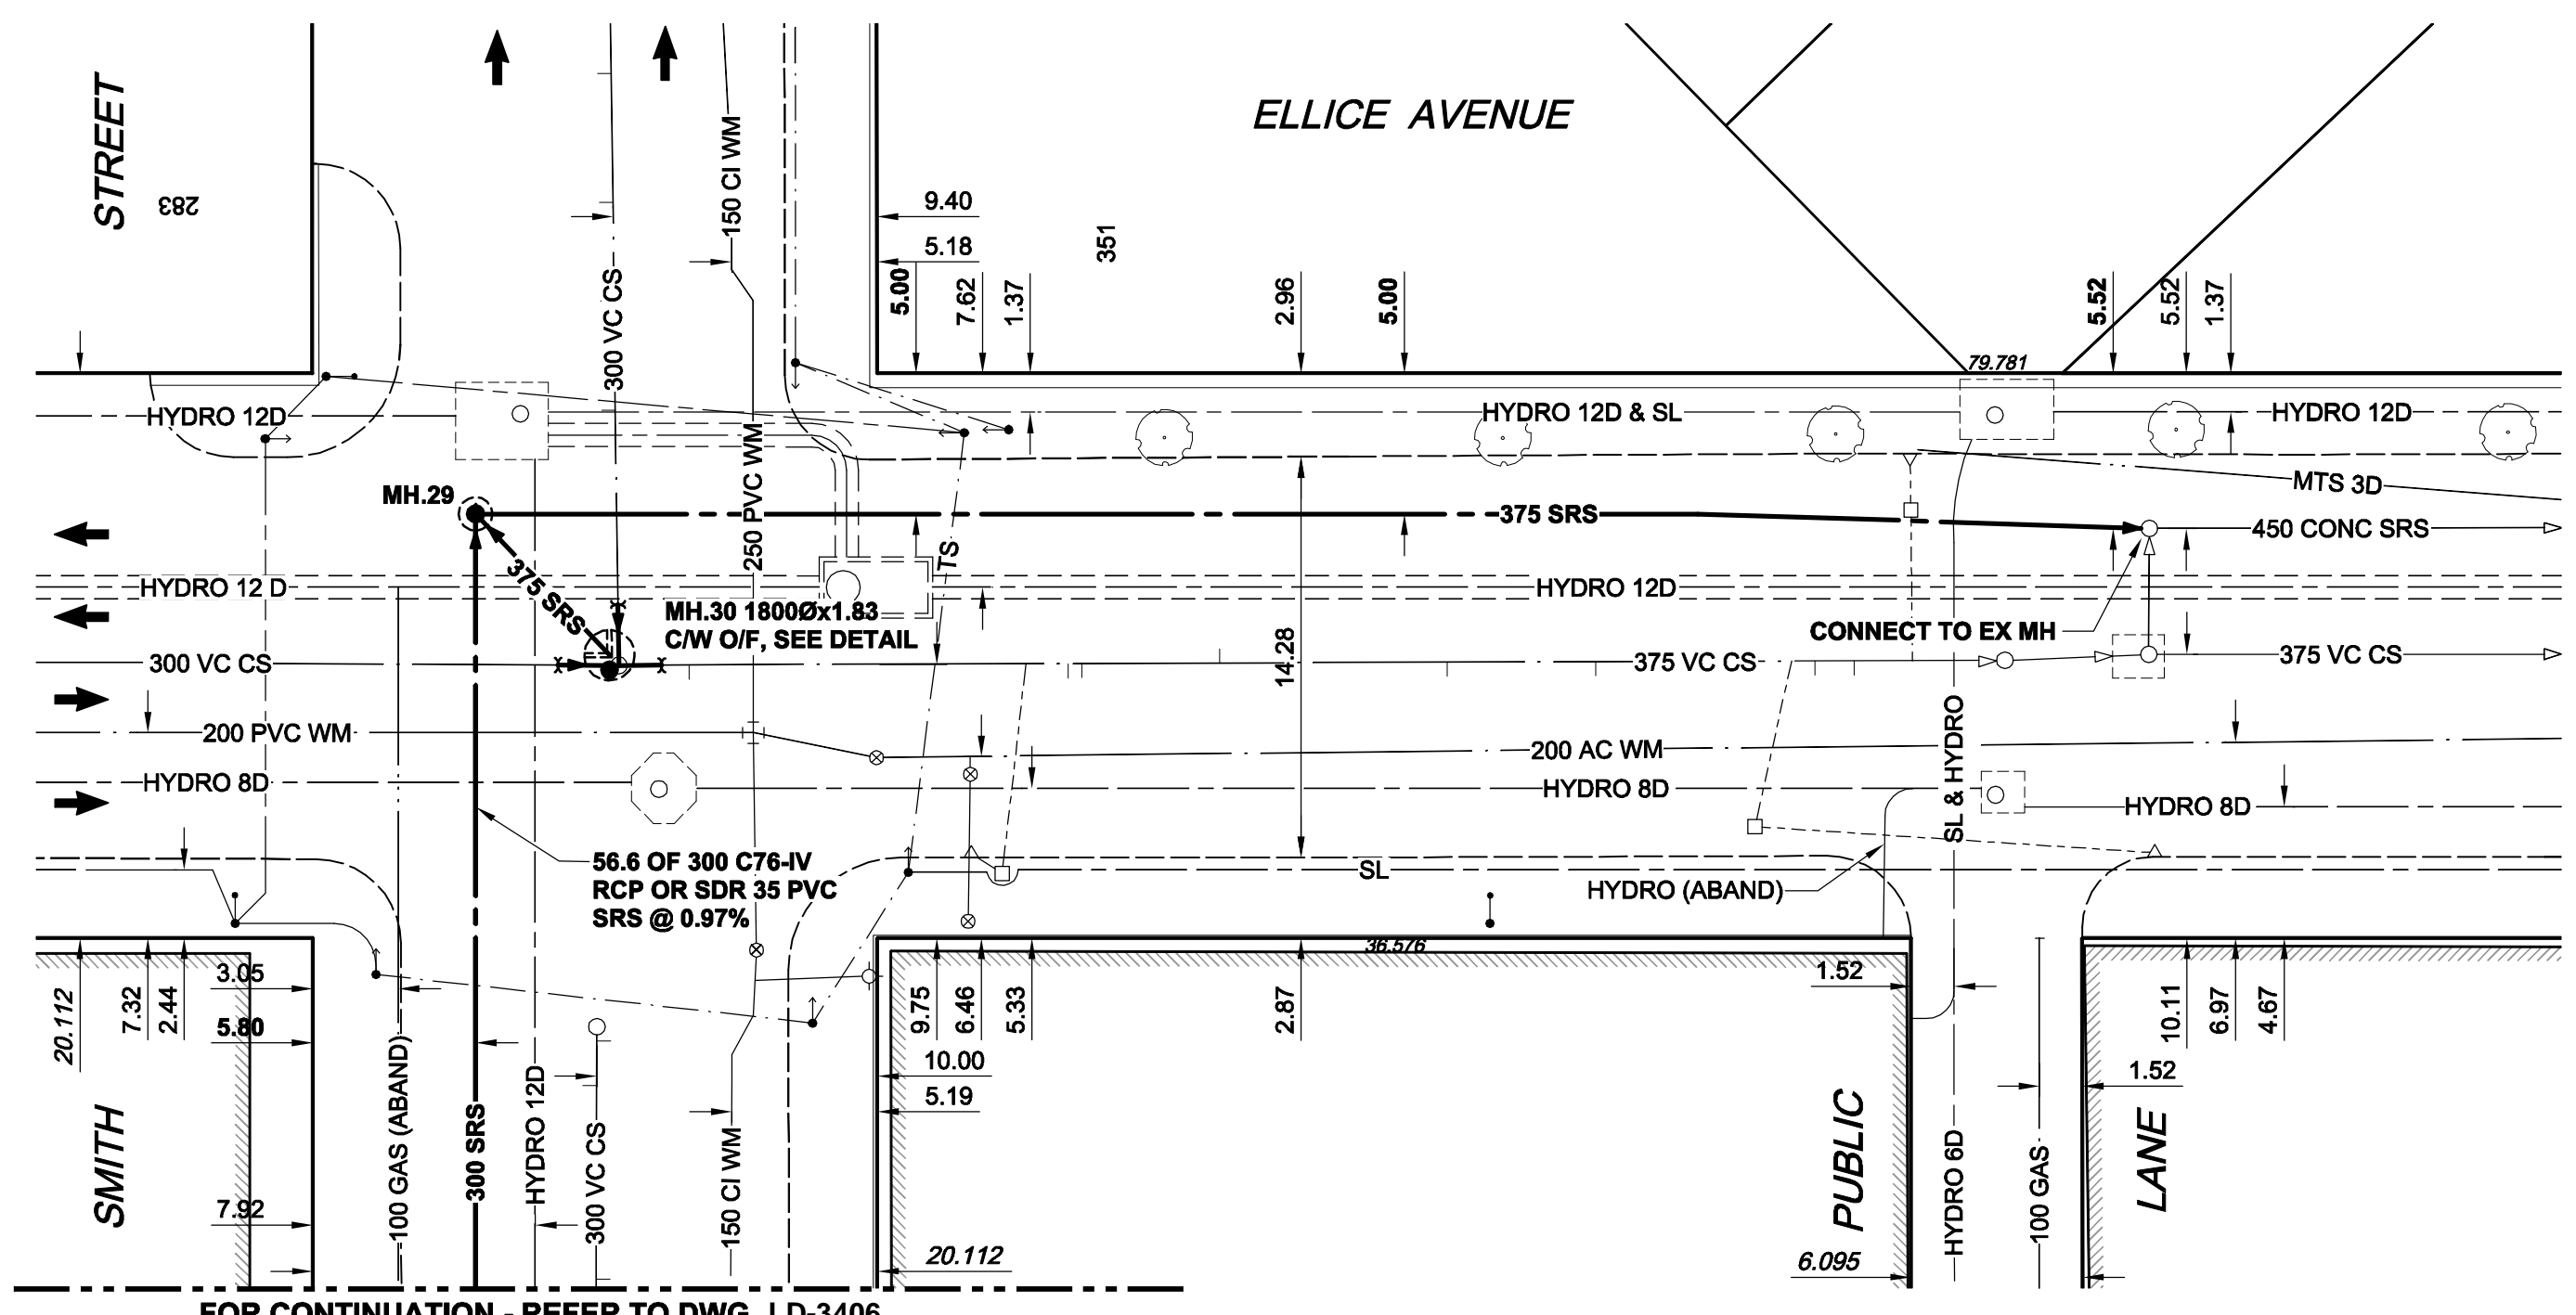 STREET
283
ELLICE AVENUE
150 CI WM
9.40
5.18
351
300 VC CS
5.00
7.62
1.37
2.96
5.00
5.52
5.52
1.37
79.781
HYDRO 12D
HYDRO 12D & SL
HYDRO 12D
250 PVC WM
MTS 3D
MH.29
375 SRS
450 CONC SRS
TS
375 SRS
HYDRO 12 D
HYDRO 12D
MH.30 1800Øx1.83
C/W O/F, SEE DETAIL
CONNECT TO EX MH
14.28
300 VC CS
375 VC CS
375 VC CS
200 PVC WM
200 AC WM
SL & HYDRO
HYDRO 8D
HYDRO 8D
HYDRO 8D
56.6 OF 300 C76-IV
RCP OR SDR 35 PVC
SRS @ 0.97%
SL
HYDRO (ABAND)
36.576
3.05
1.52
20.112
7.32
2.44
5.80
9.75
6.46
5.33
2.87
10.11
6.97
4.67
10.00
5.19
1.52
SMITH
100 GAS (ABAND)
300 SRS
HYDRO 12D
300 VC CS
150 CI WM
PUBLIC
HYDRO 6D
100 GAS
LANE
7.92
20.112
6.095
FOR CONTINUATION - REFER TO DWG. LD-3406